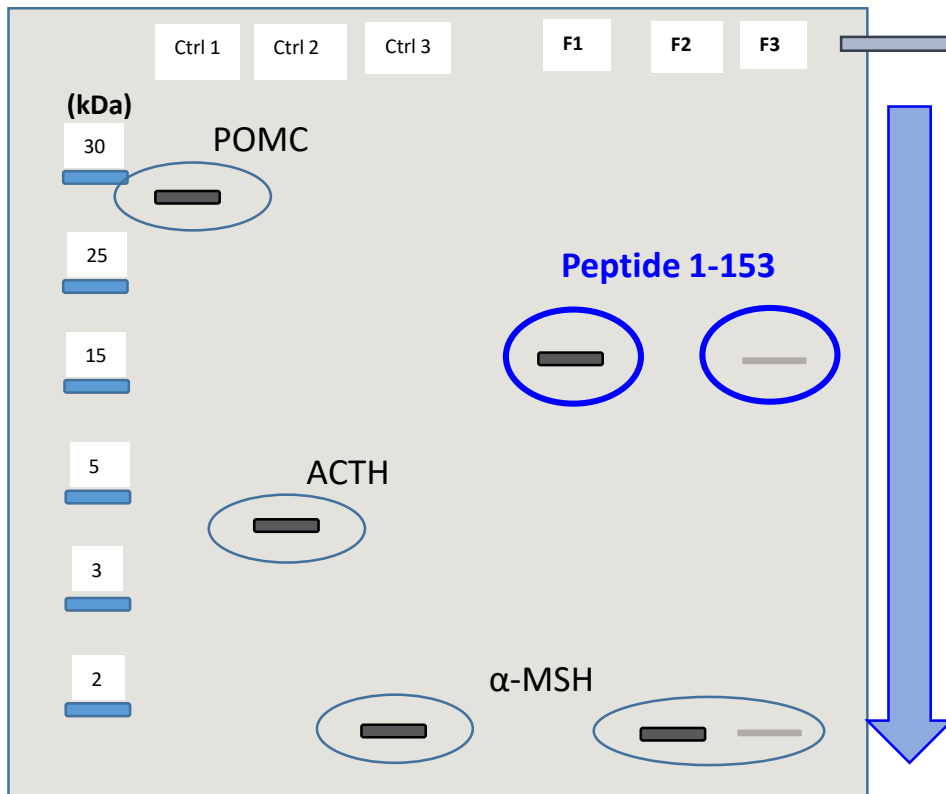 Ctrl 1 Ctrl 2 Ctrl 3 F1 F2 F3
(kDa)
30
POMC
25
Peptide 1-153
15
5
ACTH
3
2
α-MSH